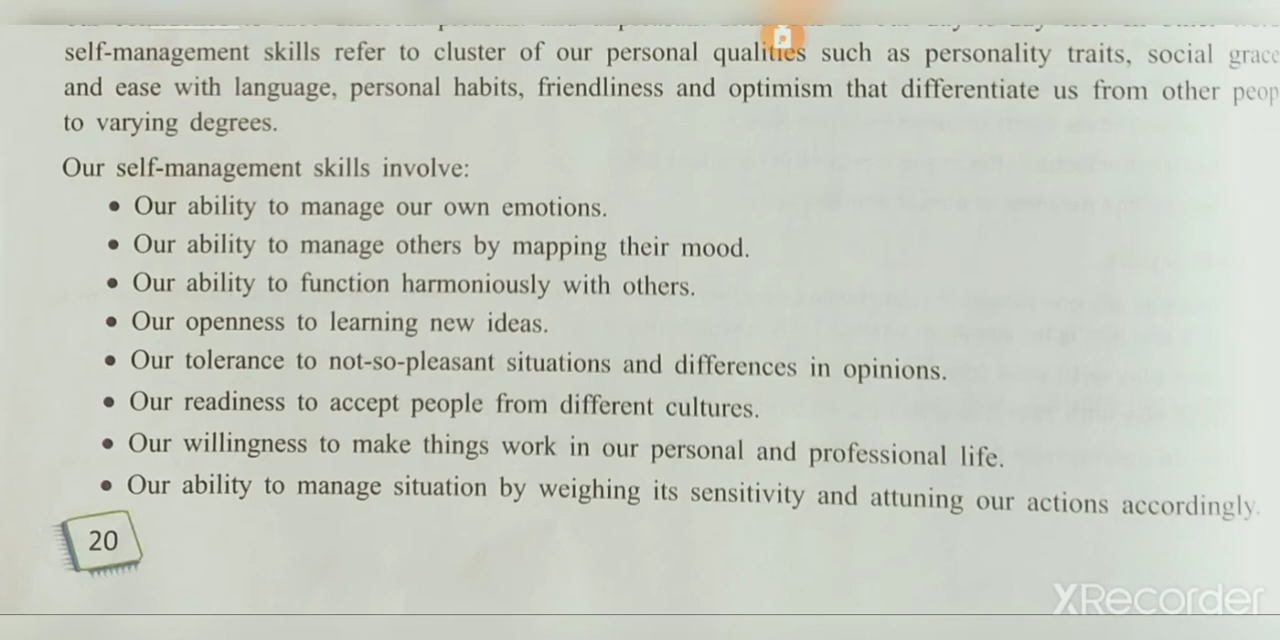 self-management skills refer to cluster of our personal qualities such as personality traits, social grace
and ease with language, personal habits, friendliness and optimism that differentiate us from other peop
to varying degrees.
Our self-management skills involve:
• Our ability to manage our own emotions.
• Our ability to manage others by mapping their mood.
• Our ability to function harmoniously with others.
• Our openness to learning new ideas.
• Our tolerance to not-so-pleasant situations and differences in opinions.
• Our readiness to accept people from different cultures.
• Our willingness to make things work in our personal and professional life.
• Our ability to manage situation by weighing its sensitivity and attuning our actions accordingly.
20
XRecorder